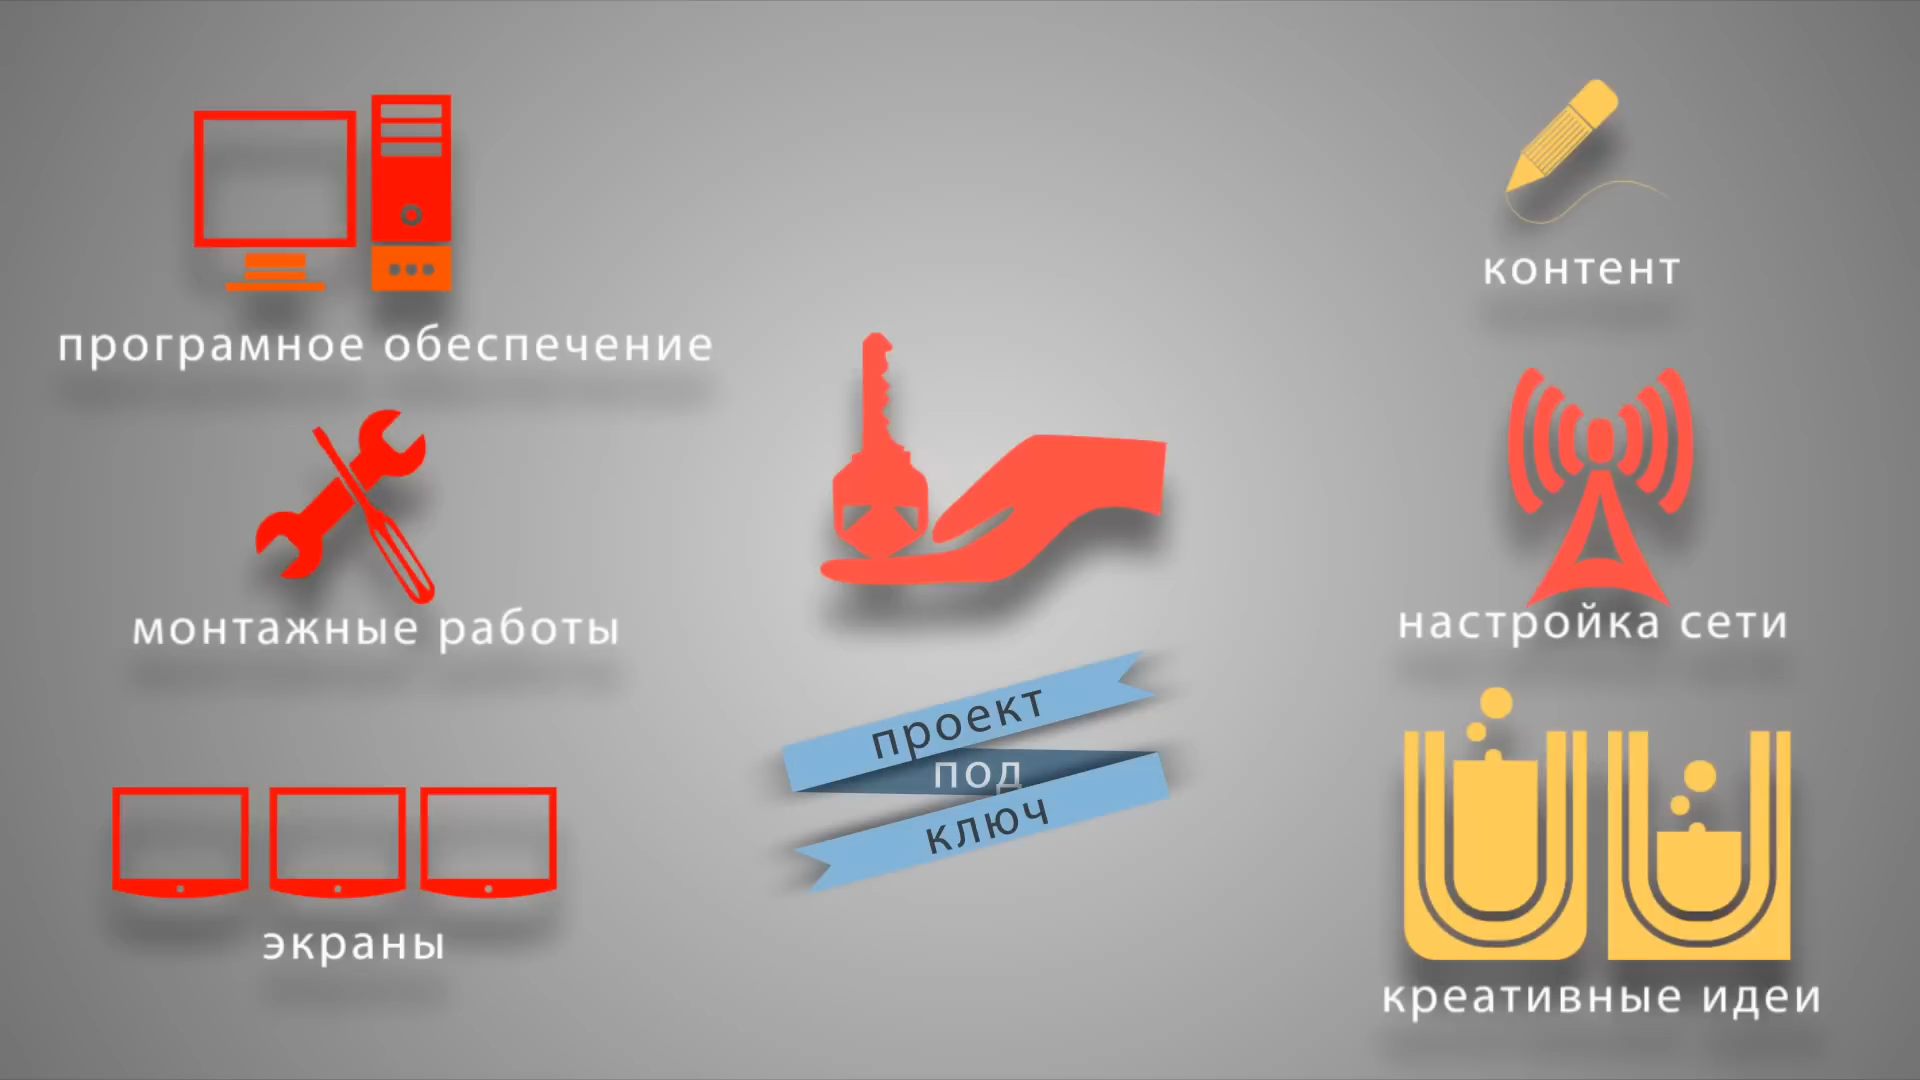 програмное обеспечение
монтажные работы
экраны
проект
под
ключ
контент
настройка сети
креативные идеи